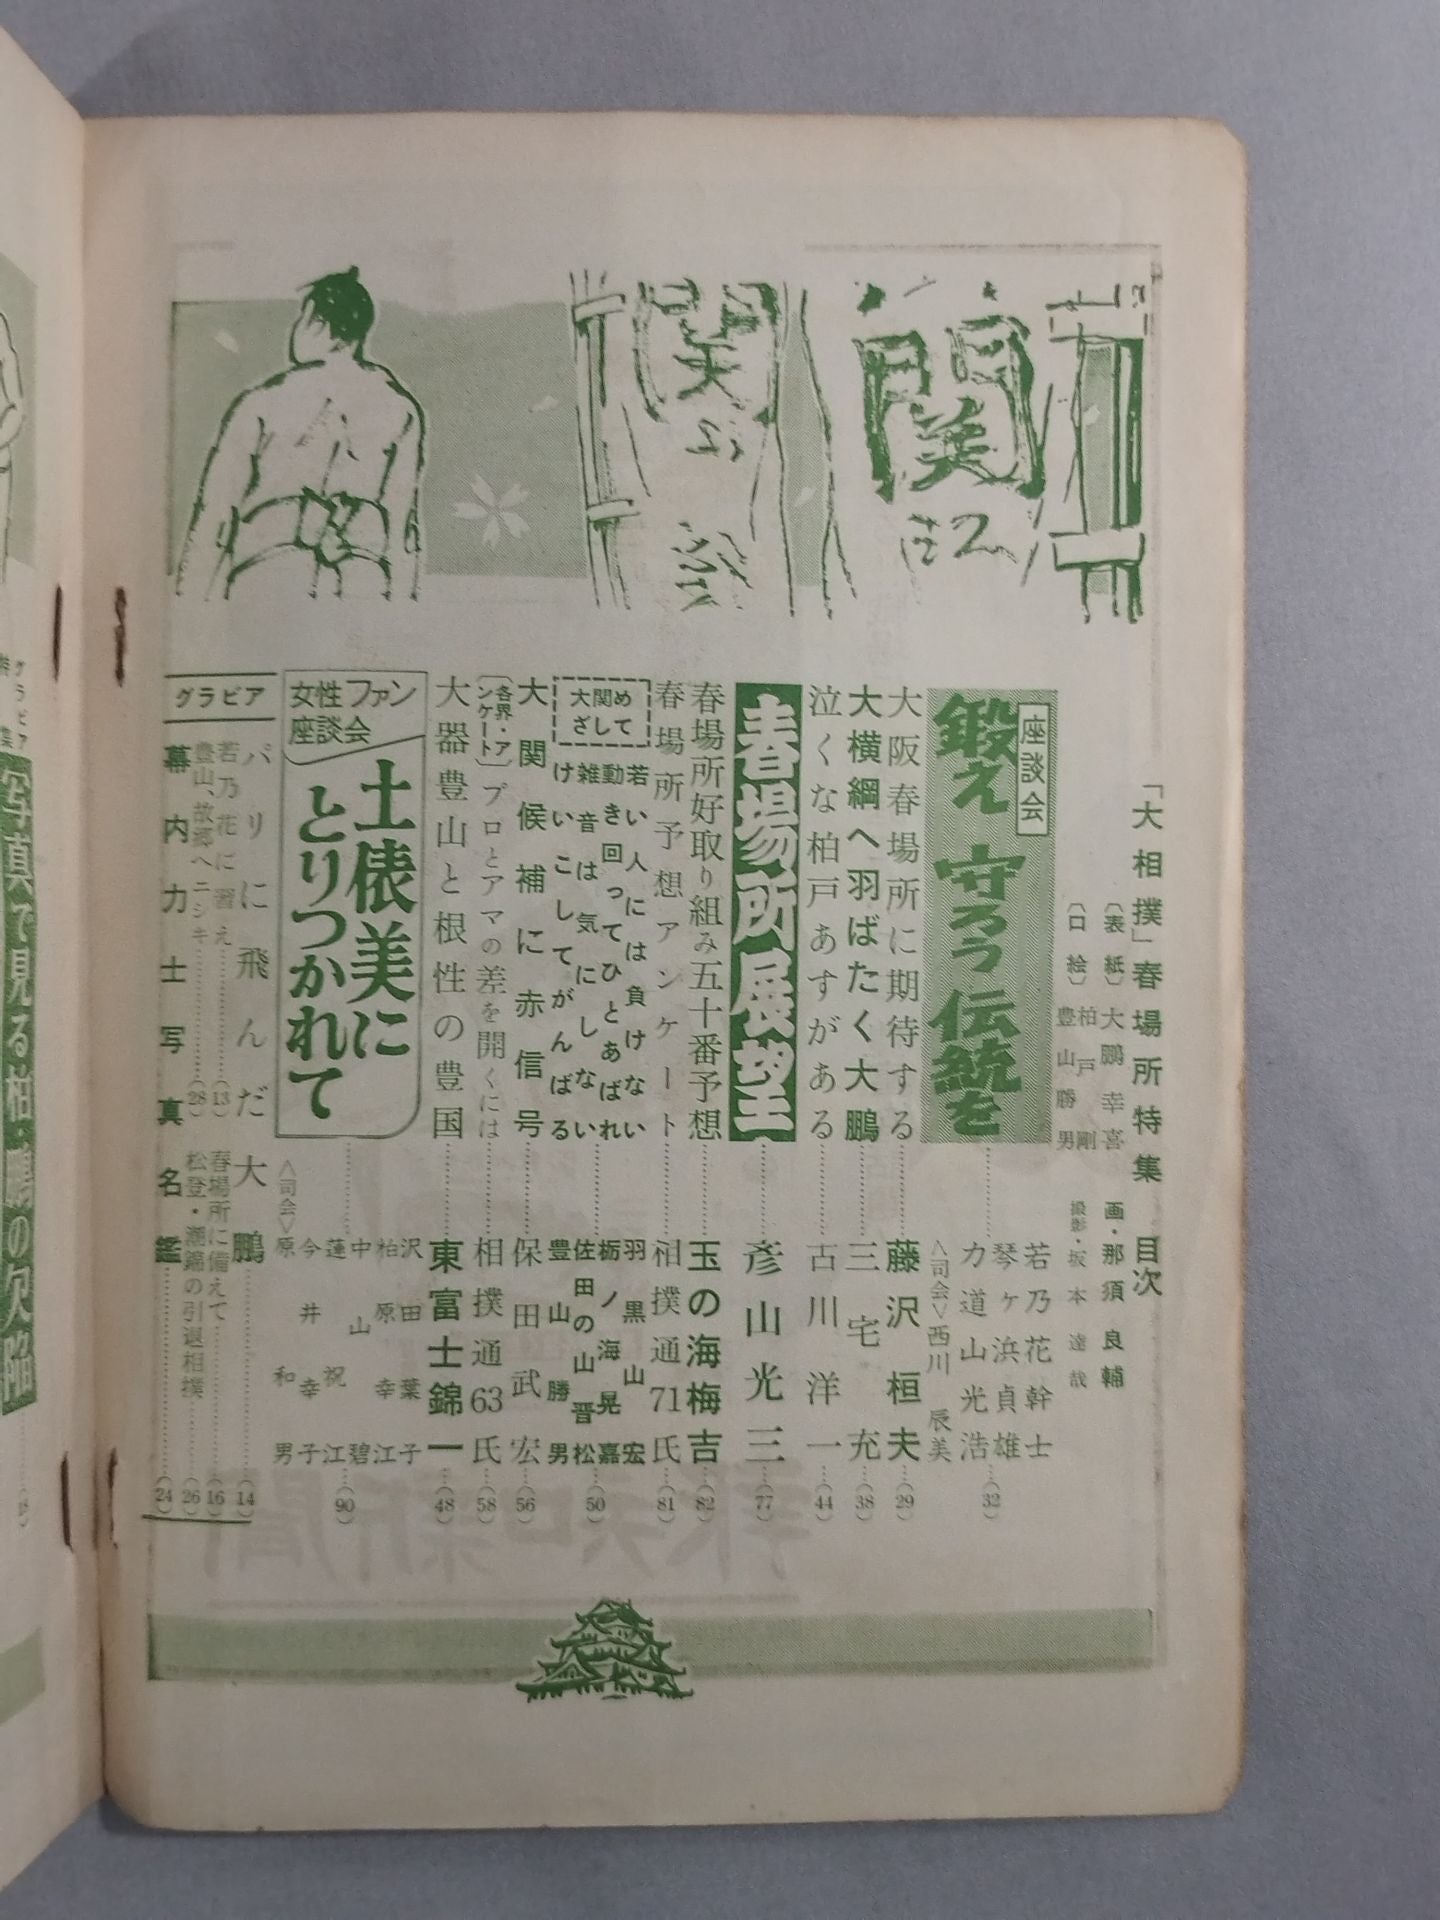 「大相撲」春場所特集 目次
(表紙) 大鵬幸喜 画・那須良輔
(口絵) 柏戸剛 豊山勝男 撮影・坂本達哉
座談会
鍛え守ろう伝統を
若乃花幹士
琴ヶ浜貞雄
力道山光浩
<司会>西川辰美
(32)
大阪春場所に期待する 藤沢桓夫 (29)
大横綱へ羽ばたく大鵬 三宅充 (38)
泣くな柏戸あすがある 古川洋一 (44)
春場所展望 彦山光三 (77)
春場所好取り組み五十番予想 玉の海梅吉 (82)
春場所予想アンケート 相撲通71氏 (81)
大関めざして
若い人には負けない 羽黒山宏
動き回ってひとあばれ 栃ノ海晃嘉
雑音は気にしない 佐田の山晋松
けいこしてがんばる 豊山勝男
(50)
大関候補に赤信号 保田武宏 (56)
(各界・アンケート)プロとアマの差を開くには 相撲通63氏 (58)
大器豊山と根性の豊国 東富士錦一 (48)
女性ファン座談会
土俵美に
とりつかれて
沢田葉子
柏原幸江
中山碧
蓮祝江
今井幸子
<司会>原和男
(90)
グラビア
バリに飛んだ大鵬 (14)
若乃花に習え (13)
春場所に備えて (16)
豊山、故郷へニシキ (28)
松登・潮錦の引退相撲 (26)
幕内力士写真名鑑 (24)
グラビア特集
写真で見る柏・鵬の欠陥
(18)